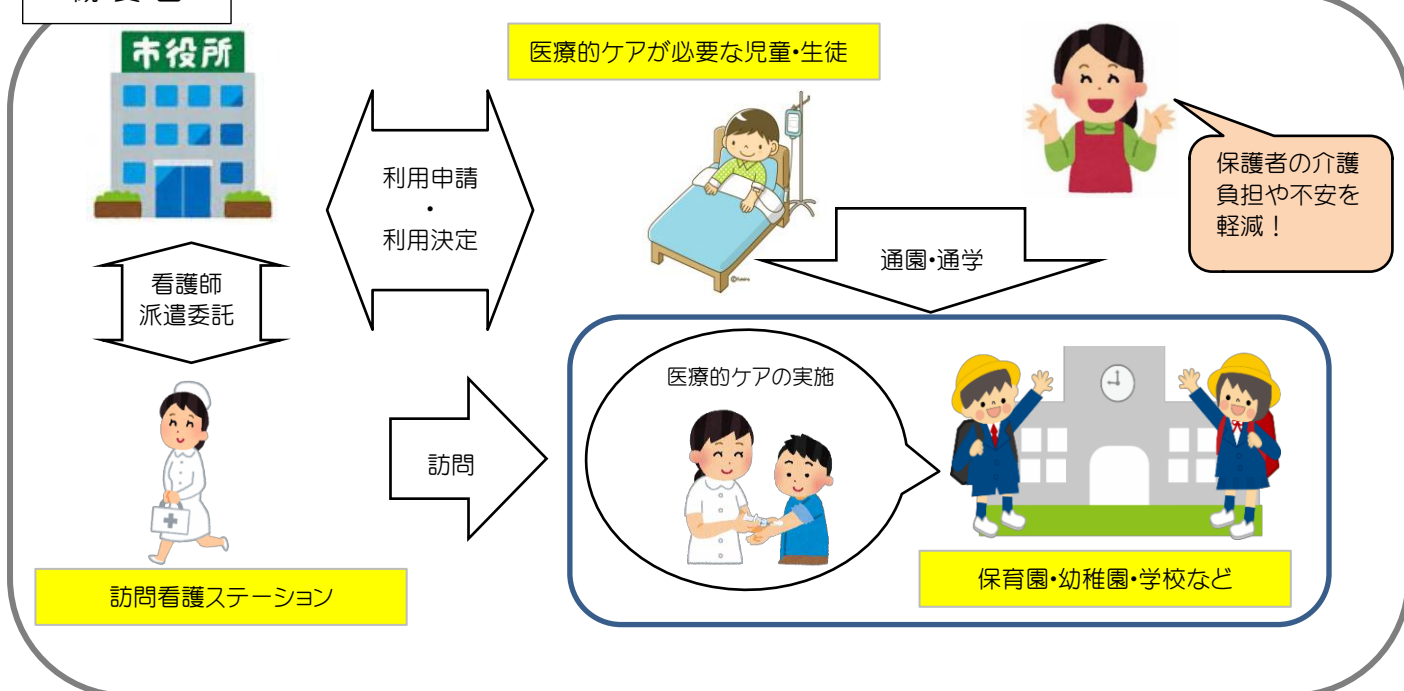 市役所
医療的ケアが必要な児童・生徒
保護者の介護
負担や不安を
軽減！
利用申請
・
利用決定
通園・通学
看護師
派遣委託
医療的ケアの実施
訪問
保育園・幼稚園・学校など
訪問看護ステーション